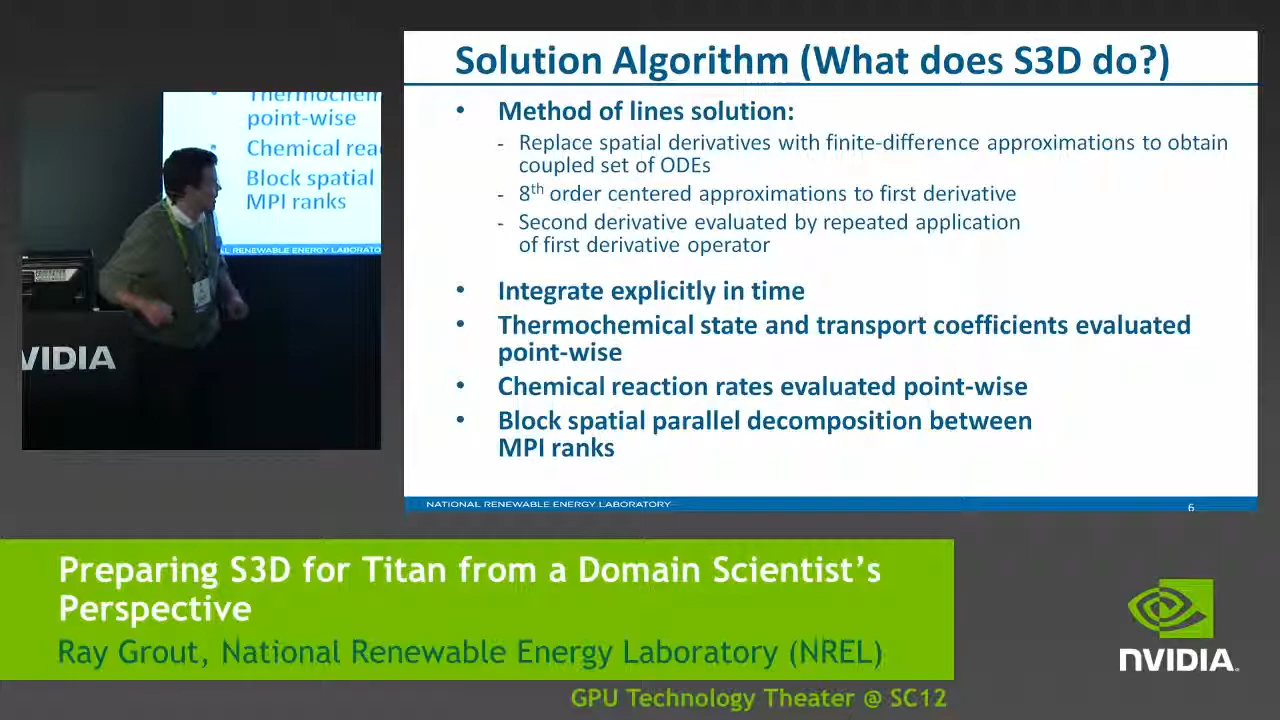 Solution Algorithm (What does S3D do?)
• Method of lines solution:
- Replace spatial derivatives with finite-difference approximations to obtain
coupled set of ODEs
- 8th order centered approximations to first derivative
- Second derivative evaluated by repeated application
of first derivative operator
• Integrate explicitly in time
• Thermochemical state and transport coefficients evaluated
point-wise
• Chemical reaction rates evaluated point-wise
• Block spatial parallel decomposition between
MPI ranks
NATIONAL RENEWABLE ENERGY LABORATORY
6
• Thermochem
point-wise
• Chemical rea
Block spatial
MPI ranks
AL RENEWABLE ENERGY LABORATO
VIDIA
Preparing S3D for Titan from a Domain Scientist's
Perspective
Ray Grout, National Renewable Energy Laboratory (NREL)
GPU Technology Theater @ SC12
NVIDIA.